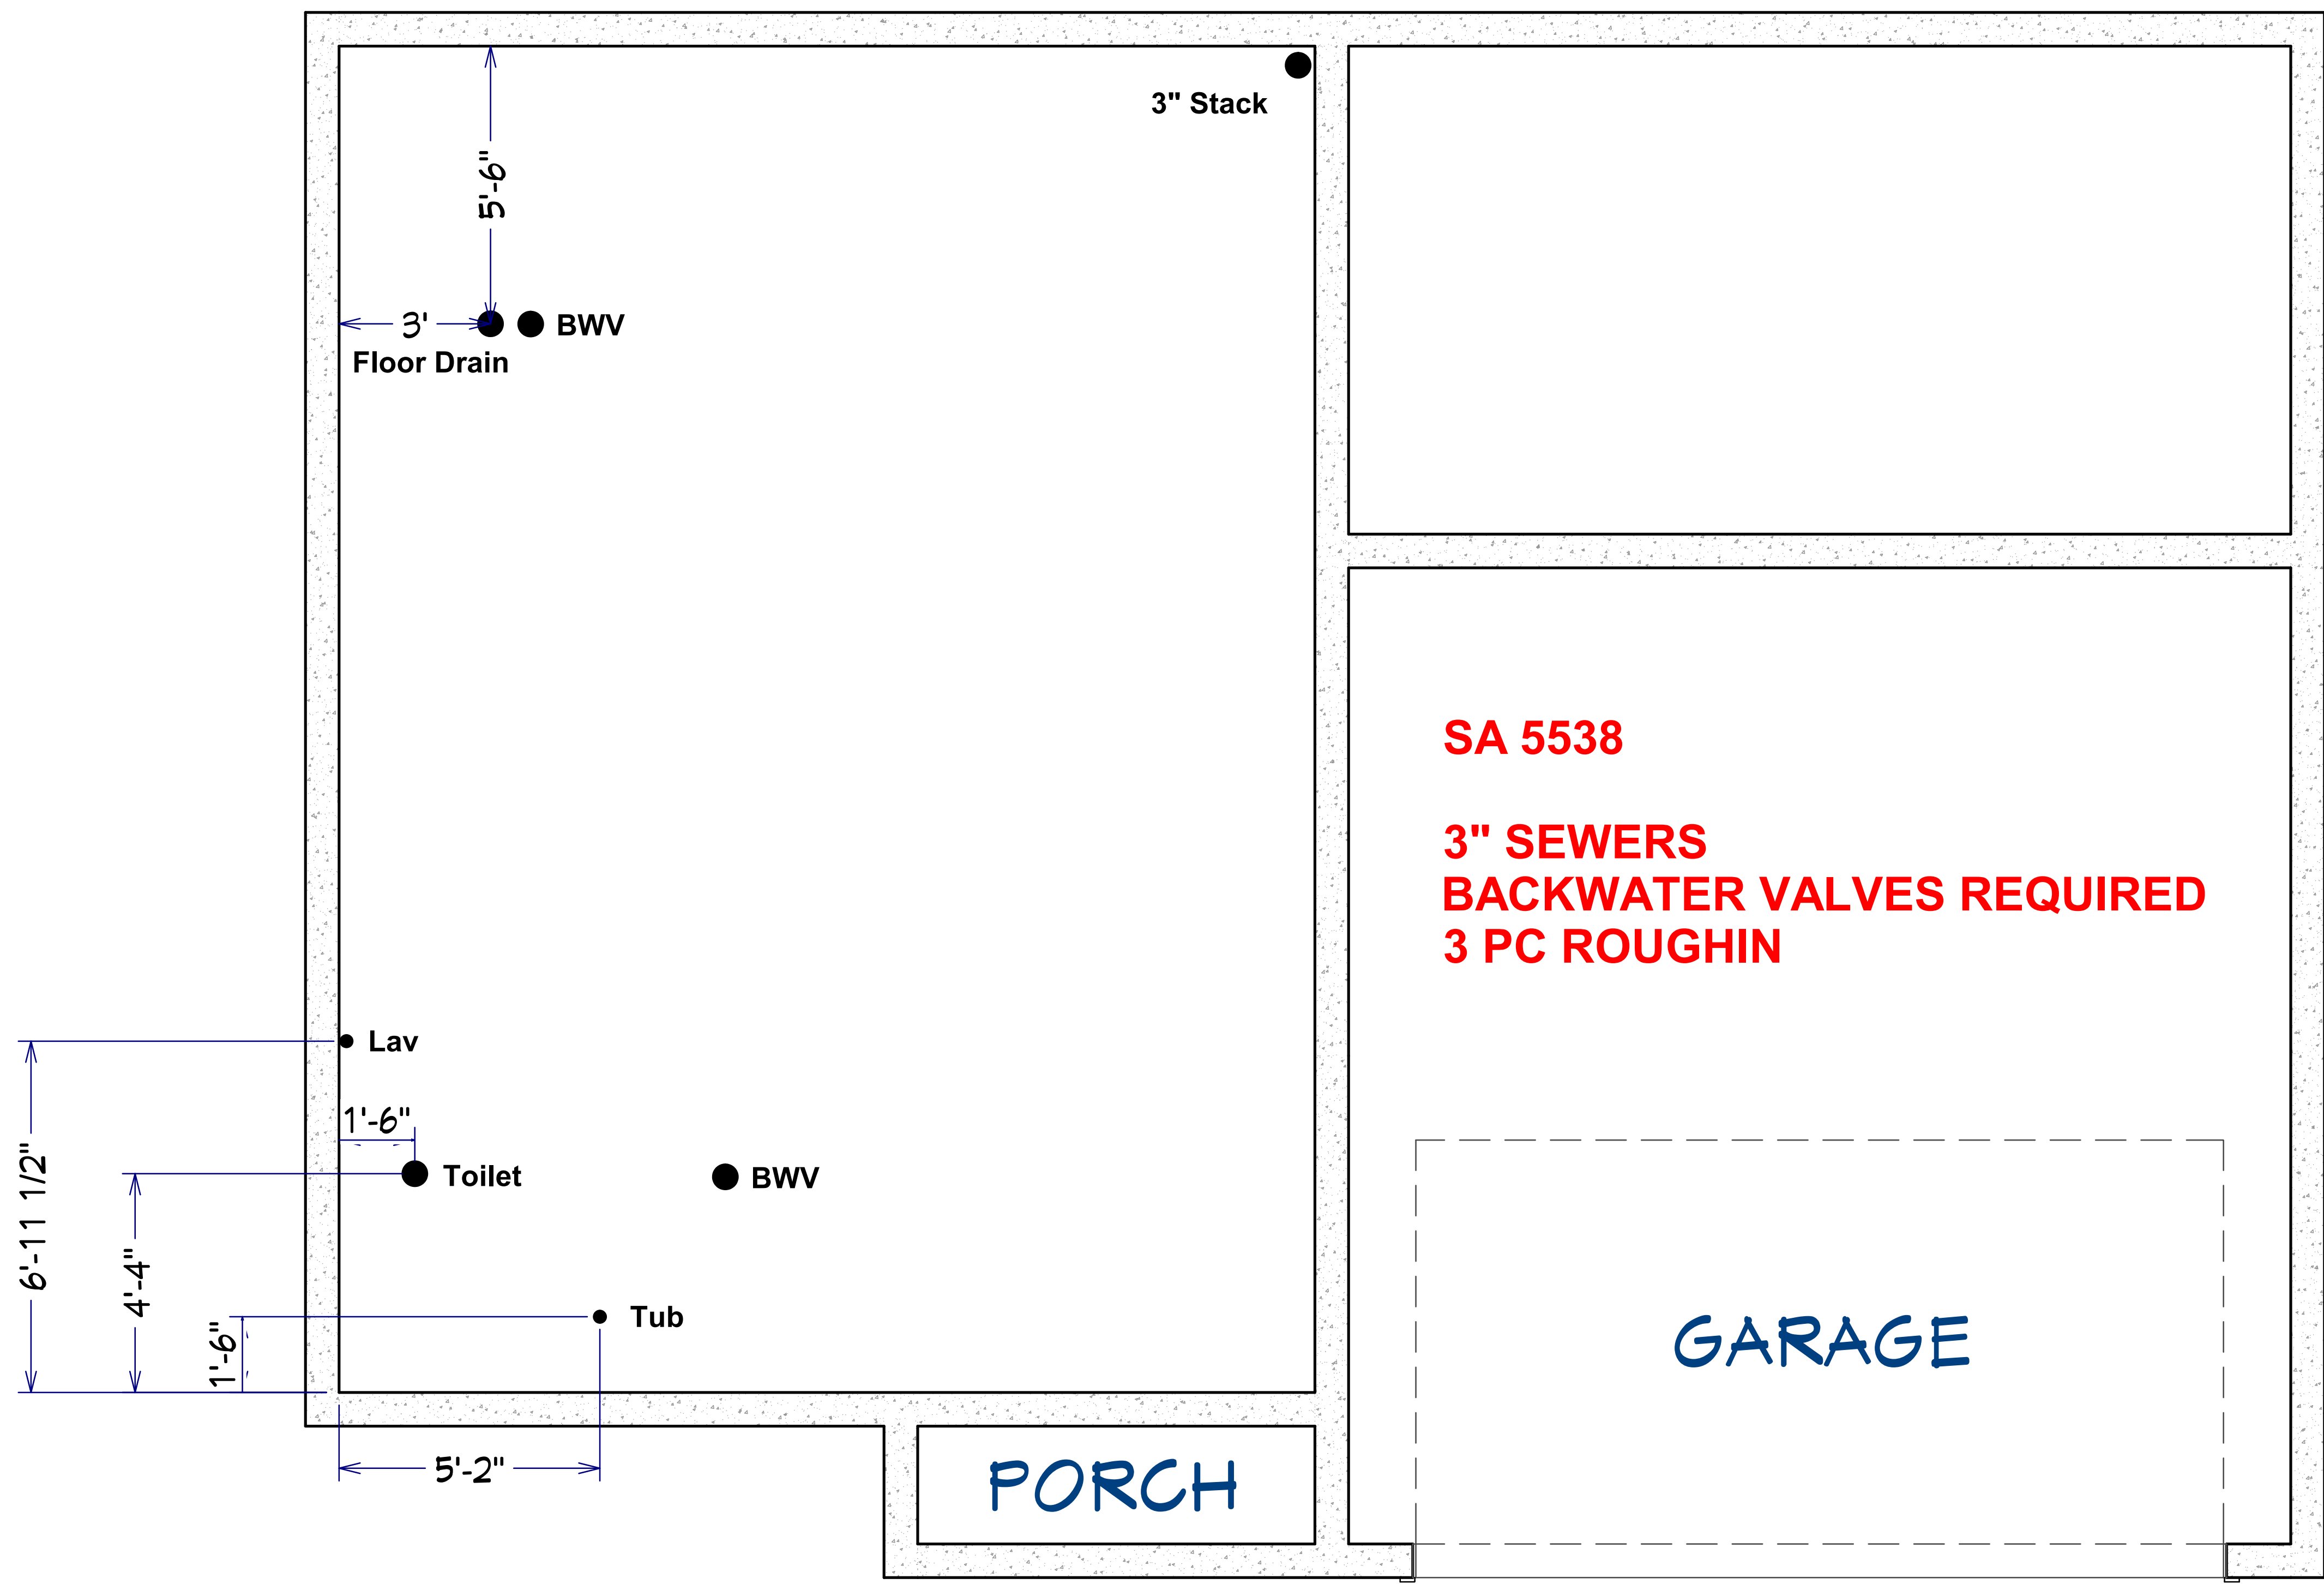 3" Stack
5'-6"
3'
BWV
Floor Drain
SA 5538
3" SEWERS
BACKWATER VALVES REQUIRED
3 PC ROUGHIN
Lav
1'-6"
6'-11 1/2"
Toilet
BWV
4'-4"
Tub
1'-6"
GARAGE
5'-2"
PORCH